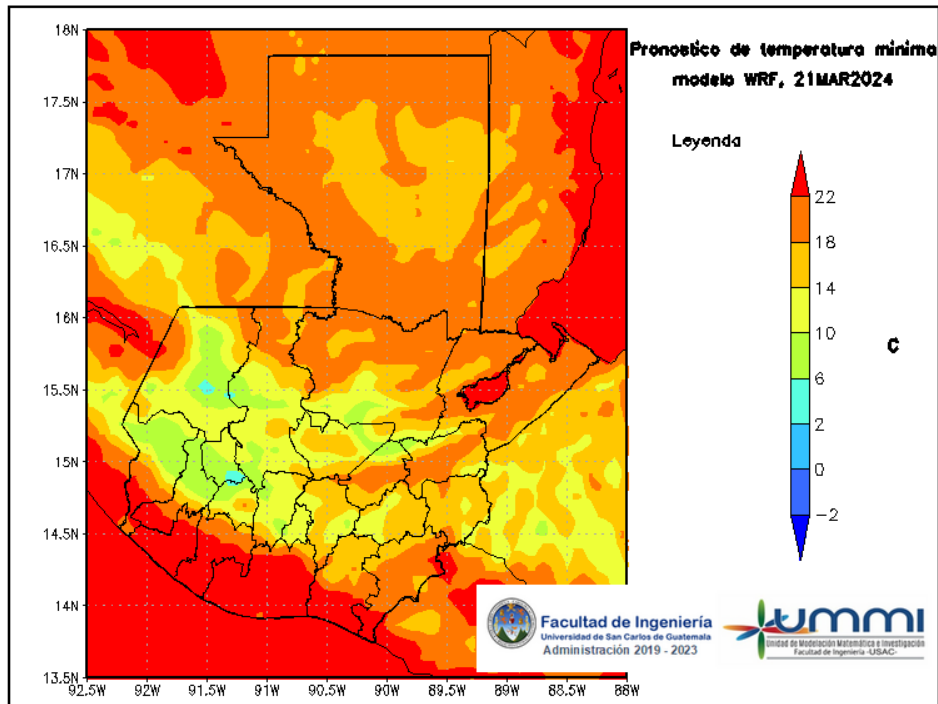 Pronostico de temperatura minima
modelo WRF, 21MAR2024
Leyenda
22
18
14
10
6
2
0
-2
C
18N
17.5N
17N
16.5N
16N
15.5N
15N
14.5N
14N
13.5N
92.5W
92W
91.5W
91W
90.5W
90W
89.5W
89W
88.5W
88W
Facultad de Ingeniería
Universidad de San Carlos de Guatemala
Administración 2019 - 2023
UMMI
Unidad de Modelación Matemática e Investigación
Facultad de Ingeniería -USAC-